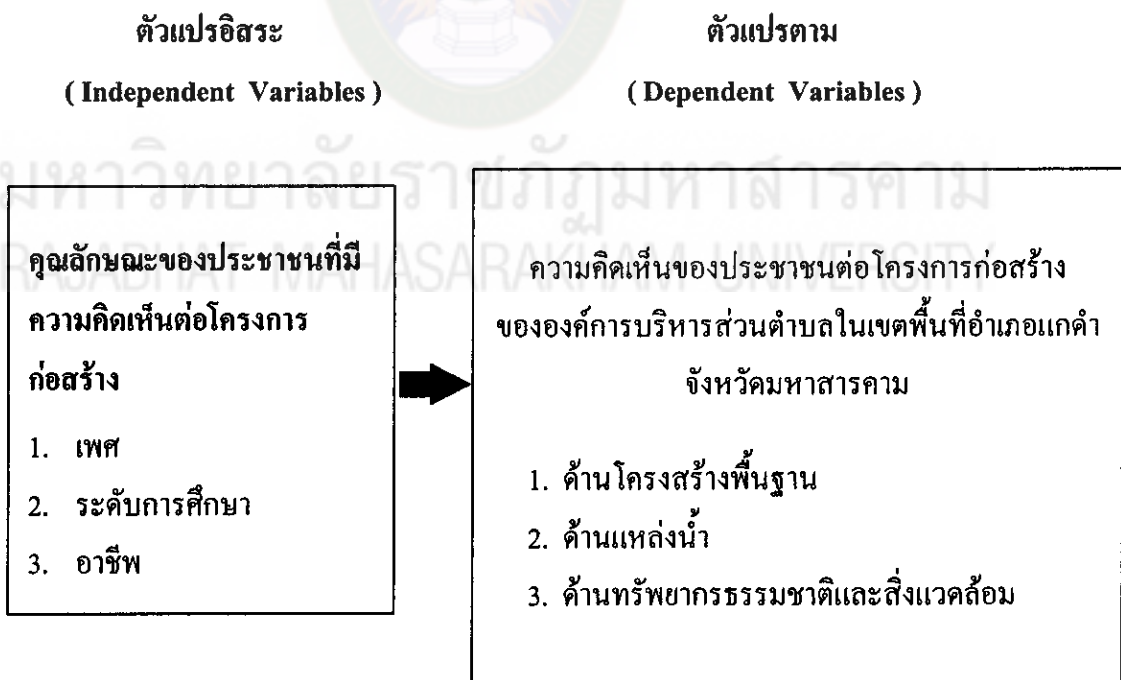 ตัวแปรอิสระ
( Independent Variables )
ตัวแปรตาม
( Dependent Variables )
มหาวิทยาลัยราชภัฏมหาสารคาม
RAJABHAT MAHASARAKHAM UNIVERSITY
คุณลักษณะของประชาชนที่มี
ความคิดเห็นต่อโครงการ
ก่อสร้าง
1. เพศ
2. ระดับการศึกษา
3. อาชีพ
ความคิดเห็นของประชาชนต่อโครงการก่อสร้าง
ขององค์การบริหารส่วนตำบลในเขตพื้นที่อำเภอแกดำ
จังหวัดมหาสารคาม
1. ด้านโครงสร้างพื้นฐาน
2. ด้านแหล่งน้ำ
3. ด้านทรัพยากรธรรมชาติและสิ่งแวดล้อม